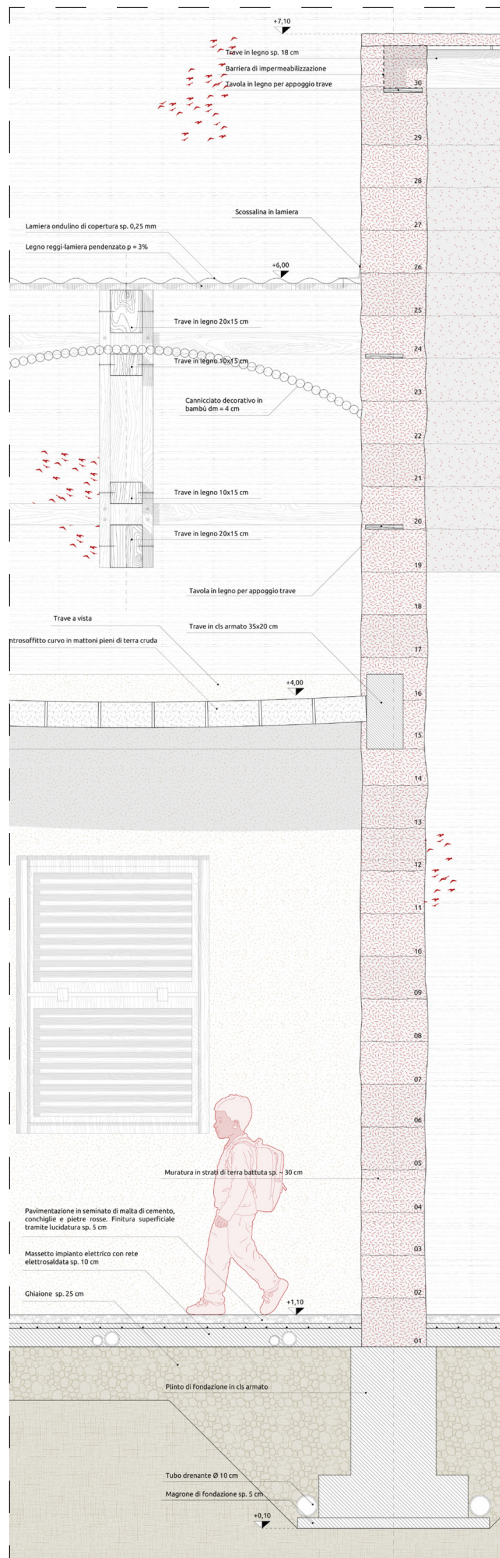 +7,10
Trave in legno sp. 18 cm
Barriera di impermeabilizzazione
Tavola in legno per appoggio trave
30
29
28
Scossalina in lamiera
27
Lamiera ondulino di copertura sp. 0,25 mm
Legno reggi-lamiera pendenzato p = 3%
+6,00
26
25
Trave in legno 20x15 cm
24
Trave in legno 10x15 cm
23
Cannicciato decorativo in
bambù dm = 4 cm
22
21
Trave in legno 10x15 cm
20
Trave in legno 20x15 cm
19
Tavola in legno per appoggio trave
18
Trave a vista
Trave in cls armato 35x20 cm
ntrosoffitto curvo in mattoni pieni di terra cruda
17
+4,00
16
15
14
13
12
11
10
09
08
07
06
05
Muratura in strati di terra battuta sp. ~ 30 cm
04
Pavimentazione in seminato di malta di cemento,
conchiglie e pietre rosse. Finitura superficiale
tramite lucidatura sp. 5 cm
03
Massetto impianto elettrico con rete
elettrosaldata sp. 10 cm
02
Ghiaione sp. 25 cm
+1,10
01
Plinto di fondazione in cls armato
Tubo drenante Ø 10 cm
Magrone di fondazione sp. 5 cm
+0,10